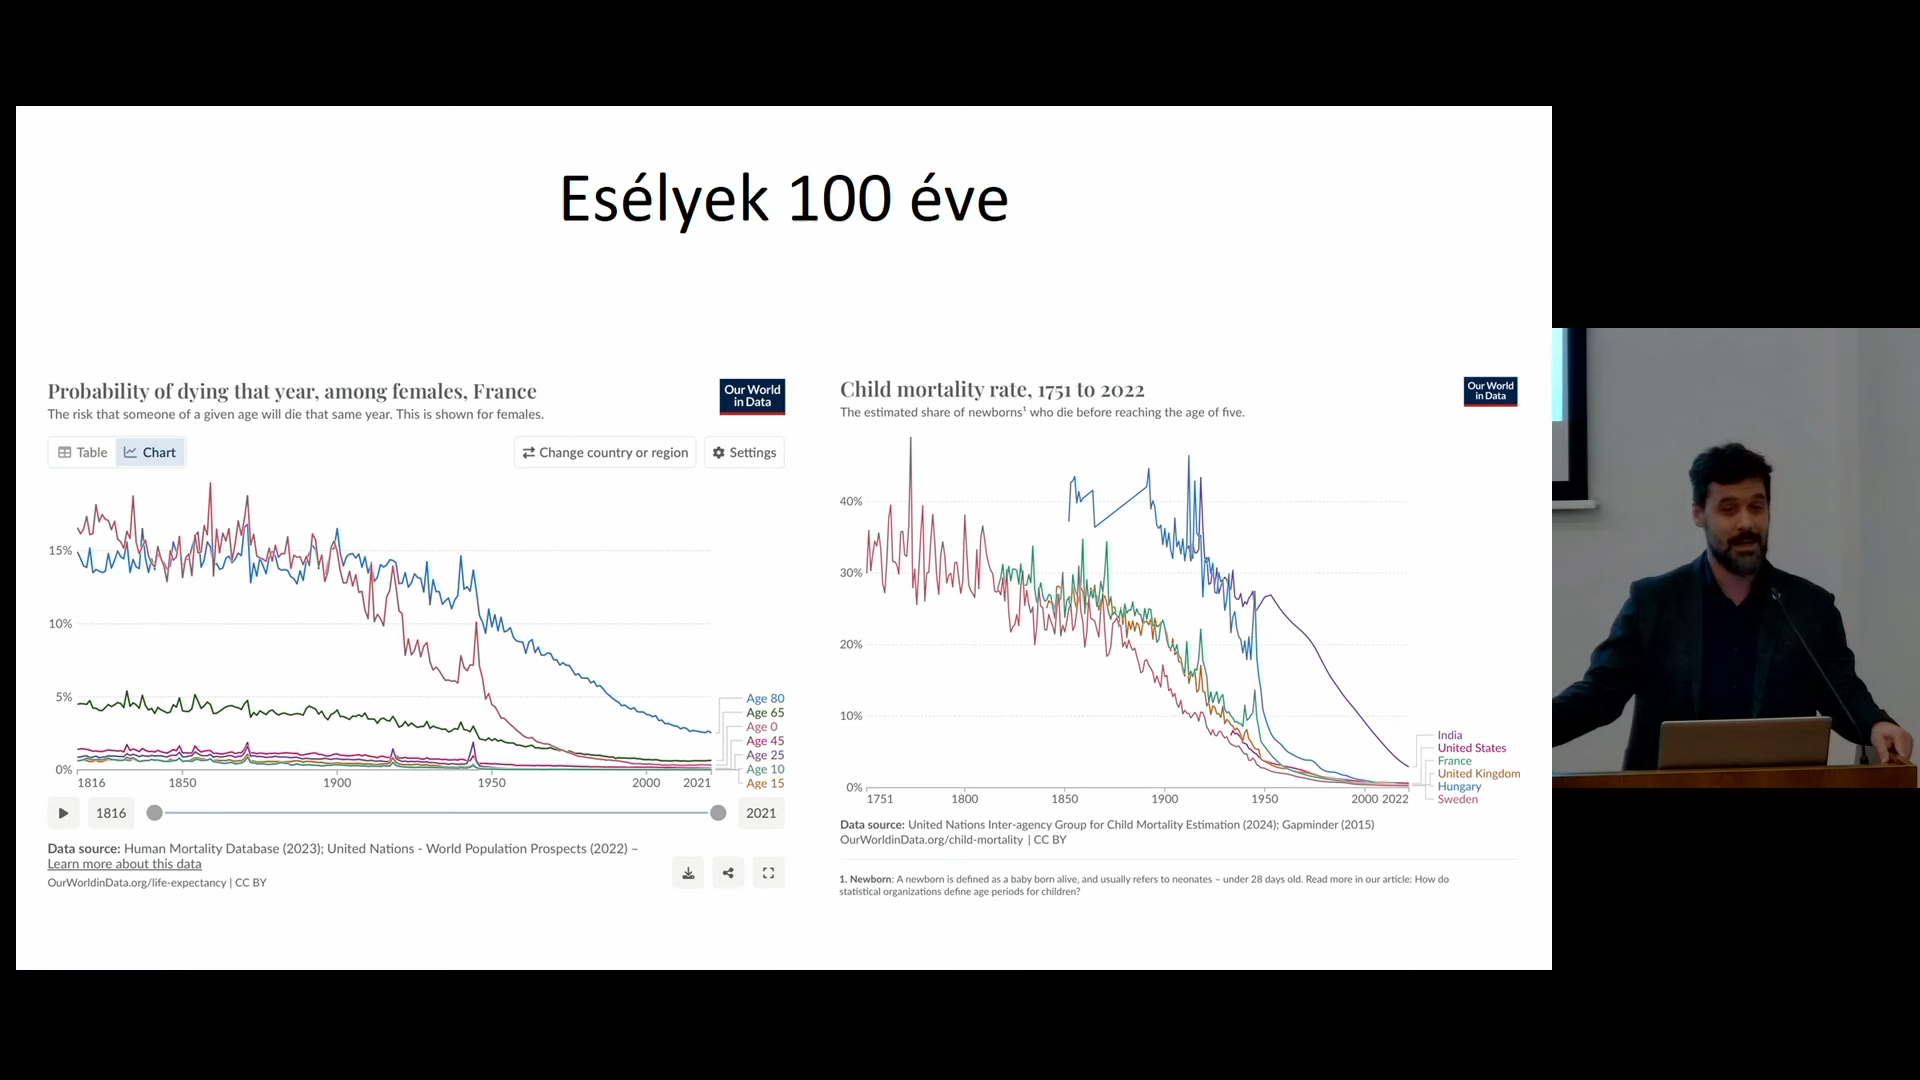 Esélyek 100 éve
Probability of dying that year, among females, France
The risk that someone of a given age will die that same year. This is shown for females.
Our World
in Data
Table
Chart
Change country or region
Settings
15%
10%
5%
0%
1816
1850
1900
1950
2000
2021
Age 80
Age 65
Age 0
Age 45
Age 25
Age 10
Age 15
1816
2021
Data source: Human Mortality Database (2023); United Nations - World Population Prospects (2022) –
Learn more about this data
OurWorldinData.org/life-expectancy | CC BY
Child mortality rate, 1751 to 2022
The estimated share of newborns¹ who die before reaching the age of five.
Our World
in Data
40%
30%
20%
10%
0%
1751
1800
1850
1900
1950
2000
2022
India
United States
France
United Kingdom
Hungary
Sweden
Data source: United Nations Inter-agency Group for Child Mortality Estimation (2024); Gapminder (2015)
OurWorldinData.org/child-mortality | CC BY
1. Newborn: A newborn is defined as a baby born alive, and usually refers to neonates – under 28 days old. Read more in our article: How do
statistical organizations define age periods for children?